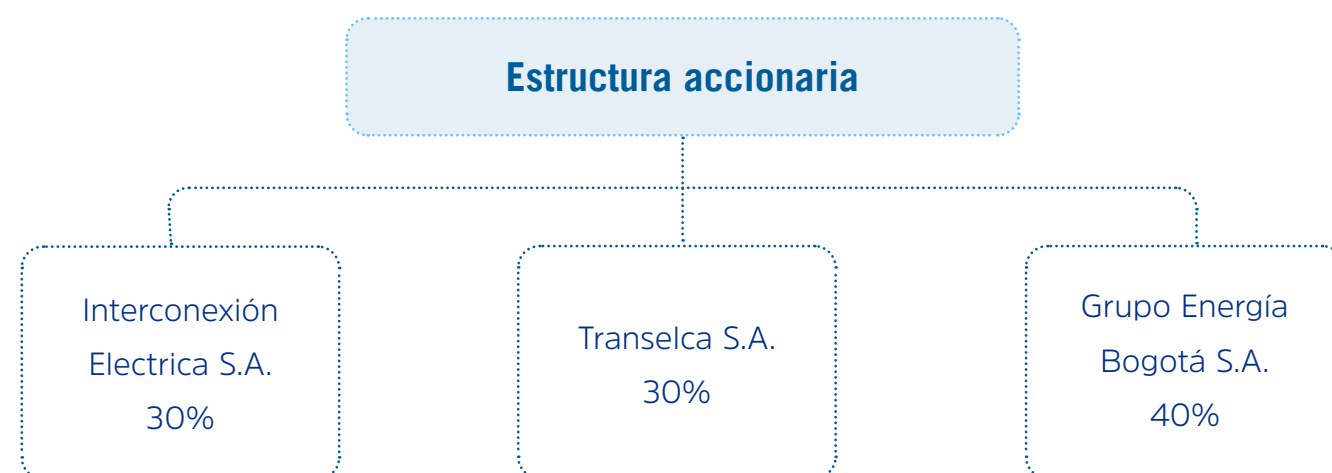 Estructura accionaria
Interconexión
Electrica S.A.
30%
Transelca S.A.
30%
Grupo Energía
Bogotá S.A.
40%